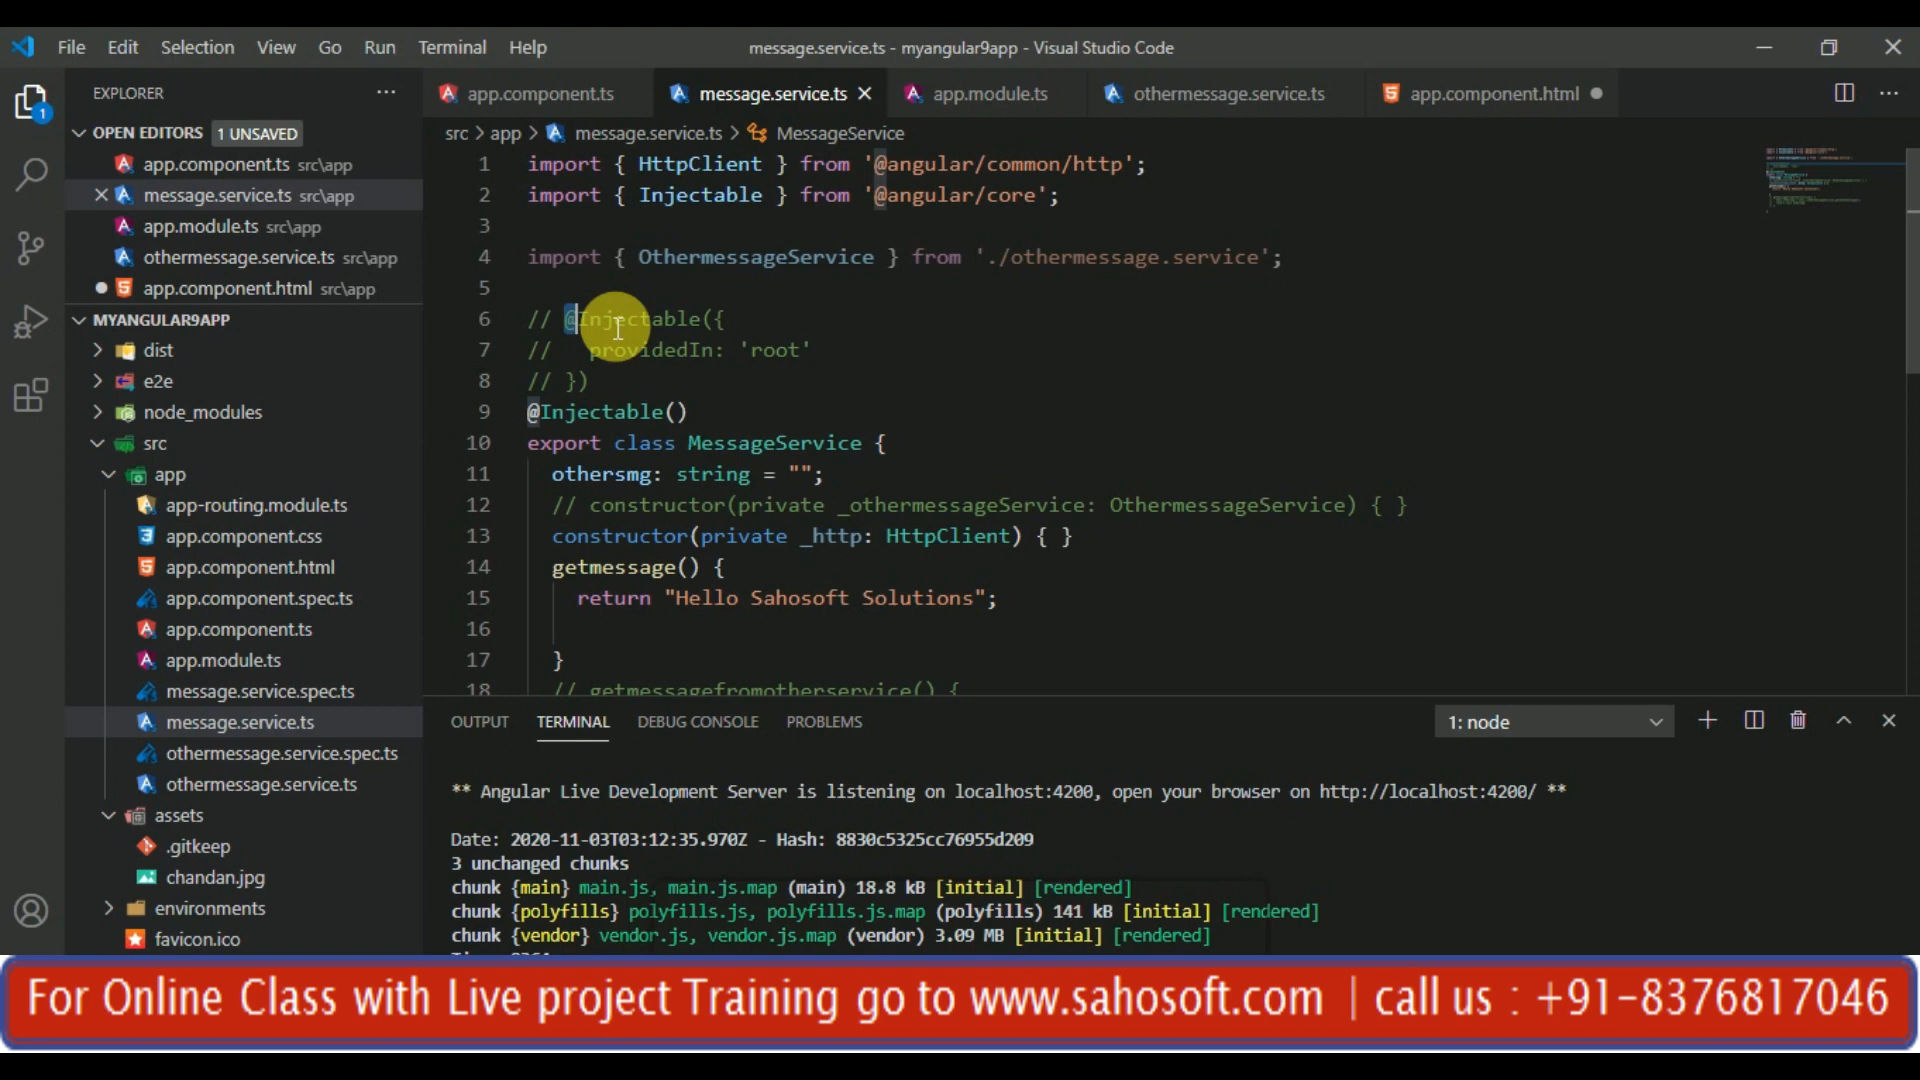 File Edit Selection View Go Run Terminal Help
message.service.ts - myangular9app - Visual Studio Code
1
EXPLORER
OPEN EDITORS 1 UNSAVED
app.component.ts src\app
message.service.ts src\app
app.module.ts src\app
othermessage.service.ts src\app
app.component.html src\app
MYANGULAR9APP
dist
e2e
node_modules
src
app
app-routing.module.ts
app.component.css
app.component.html
app.component.spec.ts
app.component.ts
app.module.ts
message.service.spec.ts
message.service.ts
othermessage.service.spec.ts
othermessage.service.ts
assets
.gitkeep
chandan.jpg
environments
favicon.ico
app.component.ts message.service.ts app.module.ts othermessage.service.ts app.component.html
src > app > message.service.ts > MessageService
1 import { HttpClient } from '@angular/common/http';
2 import { Injectable } from '@angular/core';
3
4 import { OthermessageService } from './othermessage.service';
5
6 // @Injectable({
7 //   providedIn: 'root'
8 // })
9 @Injectable()
10 export class MessageService {
11   othersmg: string = "";
12   // constructor(private _othermessageService: OthermessageService) { }
13   constructor(private _http: HttpClient) { }
14   getmessage() {
15     return "Hello Sahosoft Solutions";
16
17   }
18   // getmessagefromotherservice() {
OUTPUT TERMINAL DEBUG CONSOLE PROBLEMS 1: node
** Angular Live Development Server is listening on localhost:4200, open your browser on http://localhost:4200/ **
Date: 2020-11-03T03:12:35.970Z - Hash: 8830c5325cc76955d209
3 unchanged chunks
chunk {main} main.js, main.js.map (main) 18.8 kB [initial] [rendered]
chunk {polyfills} polyfills.js, polyfills.js.map (polyfills) 141 kB [initial] [rendered]
chunk {vendor} vendor.js, vendor.js.map (vendor) 3.09 MB [initial] [rendered]
For Online Class with Live project Training go to www.sahosoft.com | call us : +91-8376817046